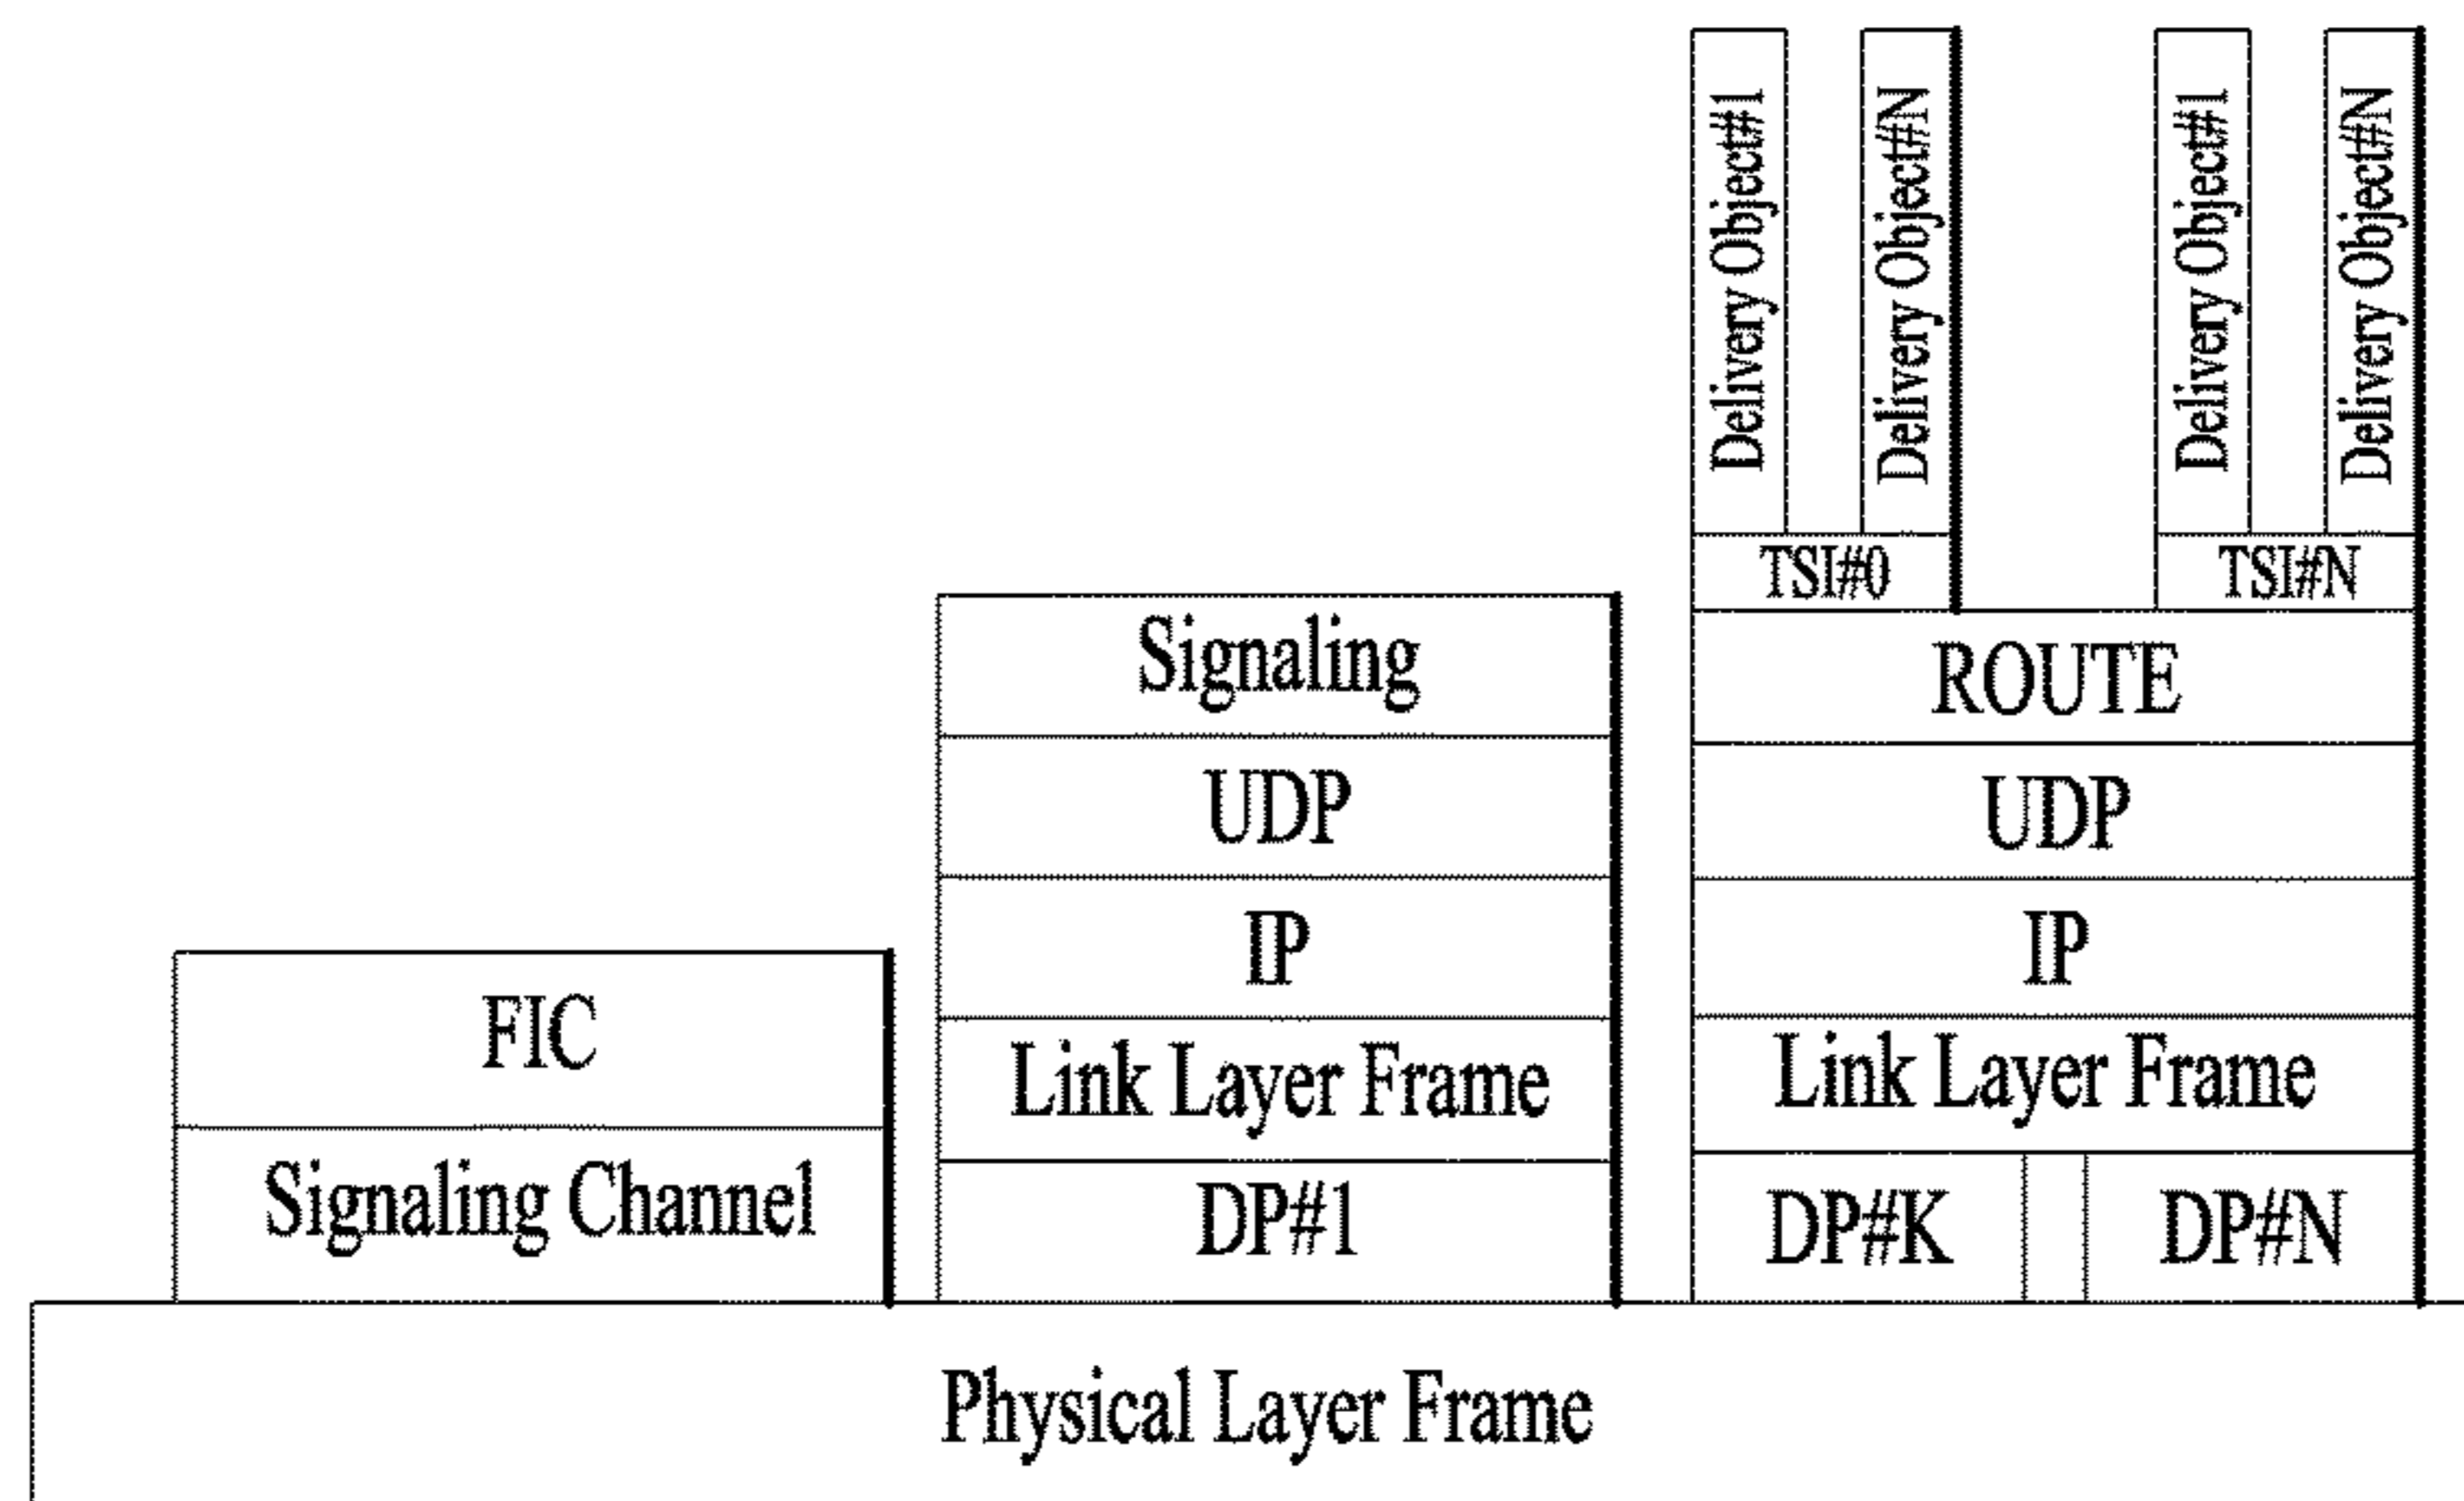 Delivery Object#1
Delivery Object#N
Delivery Object#1
Delivery Object#N
TSI#0
TSI#N
Signaling
ROUTE
UDP
UDP
IP
IP
FIC
Link Layer Frame
Link Layer Frame
Signaling Channel
DP#1
DP#K
DP#N
Physical Layer Frame